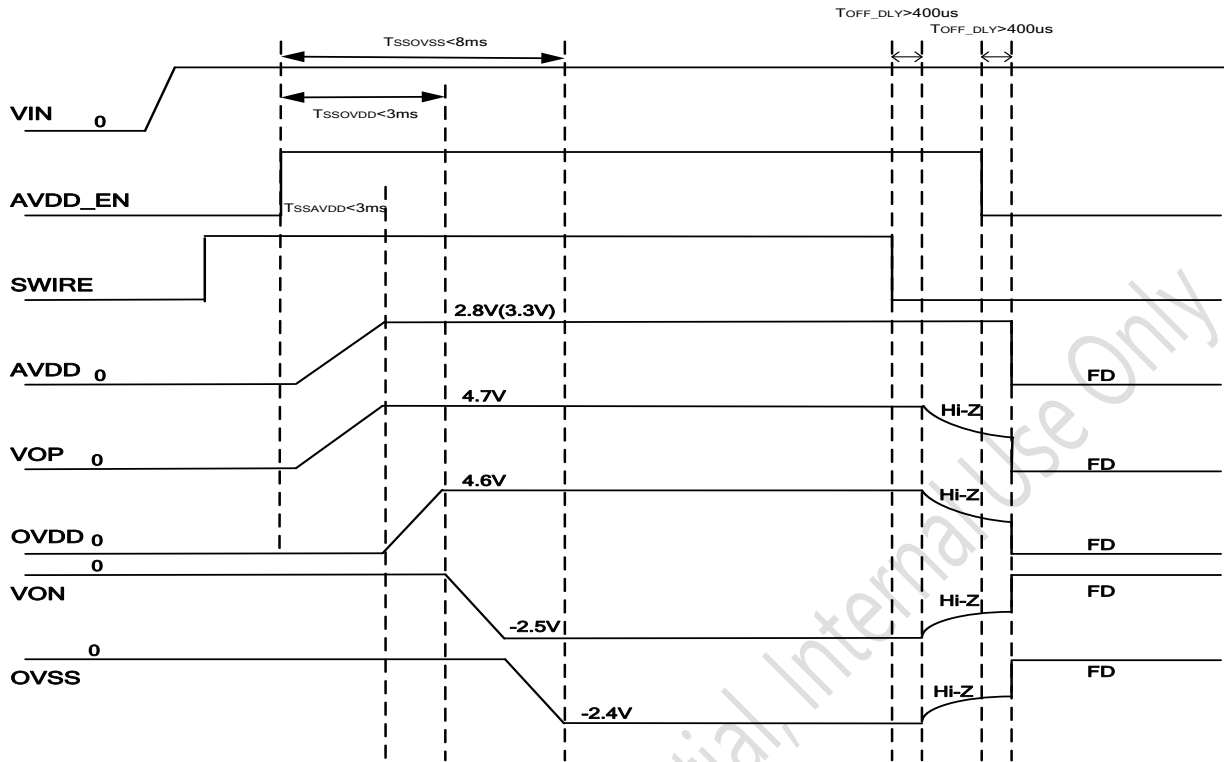 TOFF_DLY>400us
TOFF_DLY>400us
TSSOVSS<8ms
VIN 0
TSSOVDD<3ms
AVDD_EN
TSSAVDD<3ms
SWIRE
2.8V(3.3V)
AVDD 0
FD
4.7V
Hi-Z
VOP 0
FD
4.6V
Hi-Z
OVDD 0
FD
0
VON
FD
Hi-Z
-2.5V
0
OVSS
FD
Hi-Z
-2.4V
tial, Internal Use Only